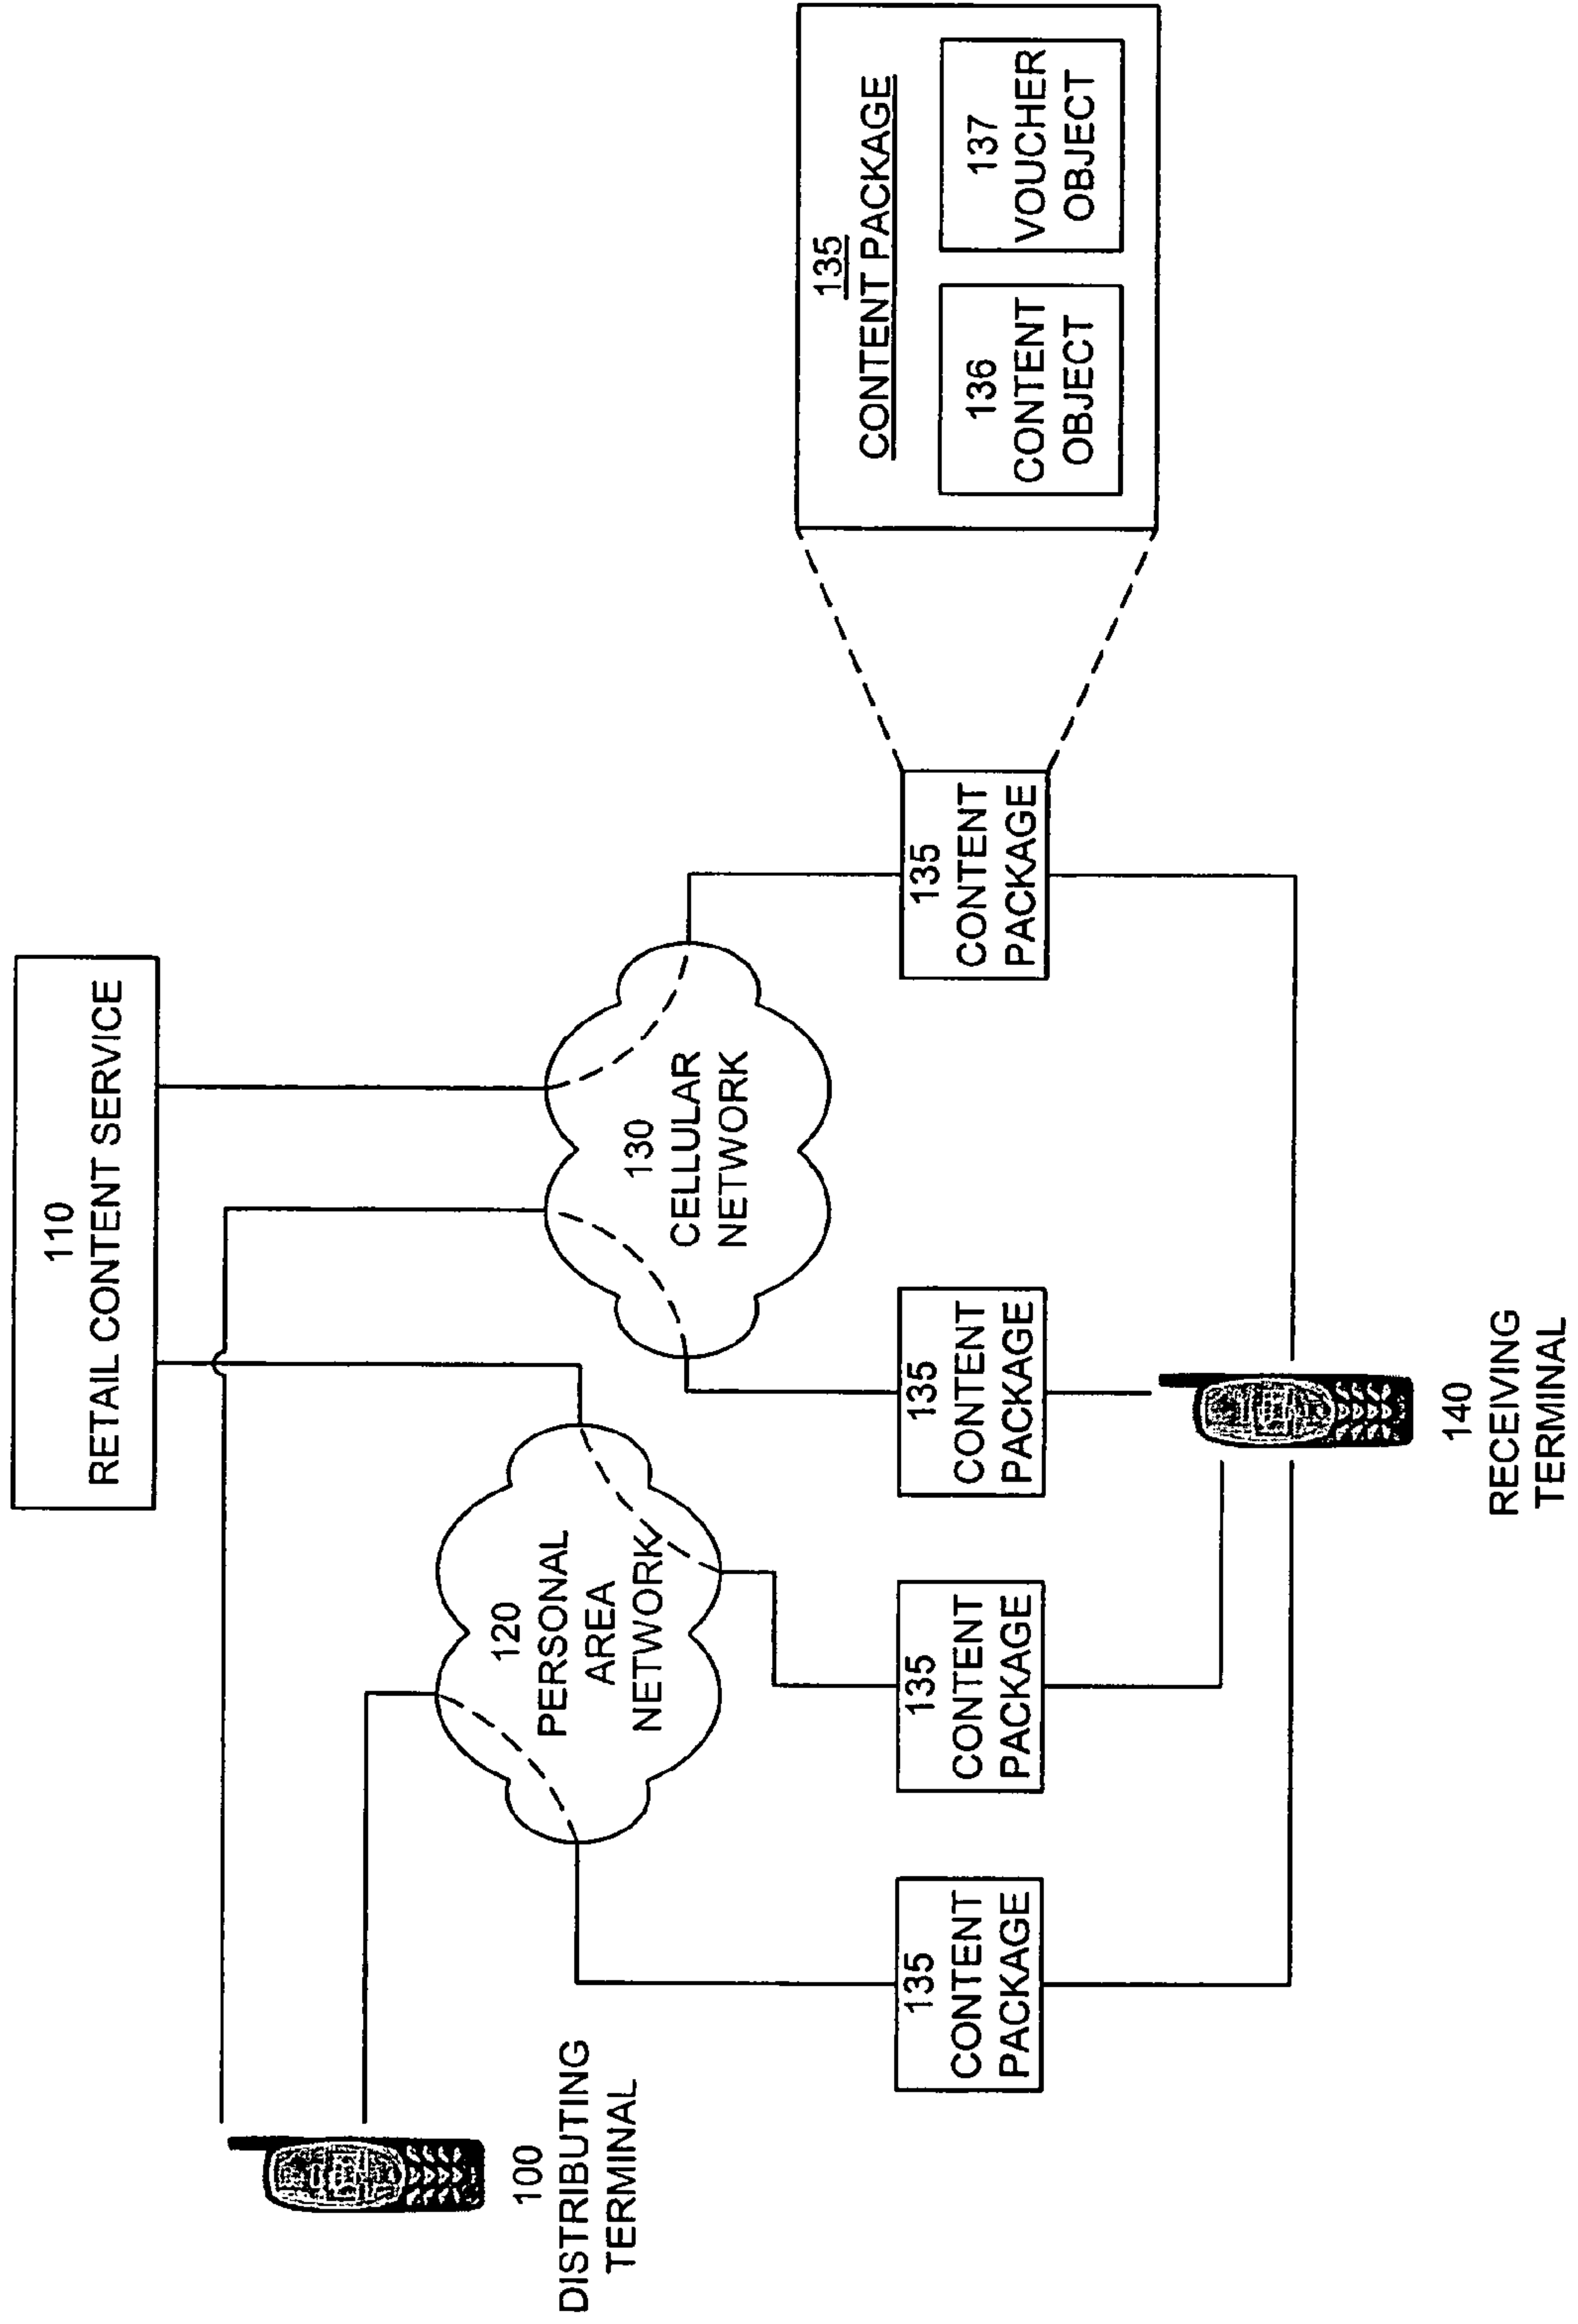 110
RETAIL CONTENT SERVICE
100
DISTRIBUTING
TERMINAL
120
PERSONAL
AREA
NETWORK
130
CELLULAR
NETWORK
135
CONTENT
PACKAGE
135
CONTENT
PACKAGE
135
CONTENT
PACKAGE
135
CONTENT
PACKAGE
135
CONTENT PACKAGE
136
CONTENT
OBJECT
137
VOUCHER
OBJECT
140
RECEIVING
TERMINAL